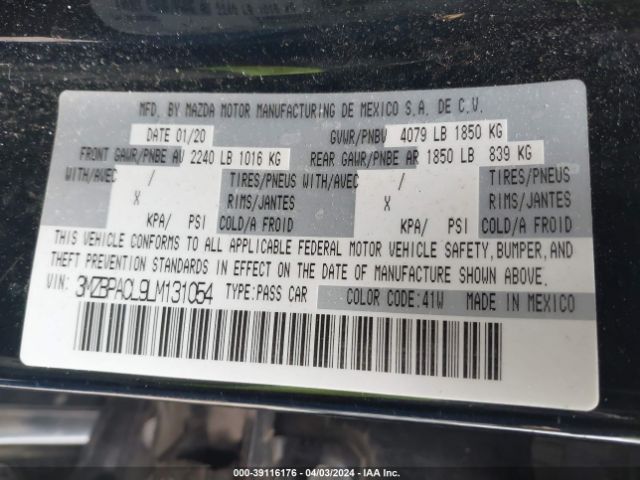 MFD. BY MAZDA MOTOR MANUFACTURING DE MEXICO S.A. DE C.V.
DATE 01/20 GVWR/PNBV 4079 LB 1850 KG
FRONT GAWR/PNBE AV 2240 LB 1016 KG REAR GAWR/PNBE AR 1850 LB 839 KG
WITH/AVEC / TIRES/PNEUS WITH/AVEC / TIRES/PNEUS
X RIMS/JANTES X RIMS/JANTES
KPA/ PSI COLD/A FROID KPA/ PSI COLD/A FROID
THIS VEHICLE CONFORMS TO ALL APPLICABLE FEDERAL MOTOR VEHICLE SAFETY, BUMPER, AND
THEFT PREVENTION STANDARDS IN EFFECT ON THE DATE OF MANUFACTURE SHOWN ABOVE.
VIN: 3MZBPACL9LM131054 TYPE:PASS CAR COLOR CODE:41W MADE IN MEXICO
000-39116176 - 04/03/2024 - IAA Inc.